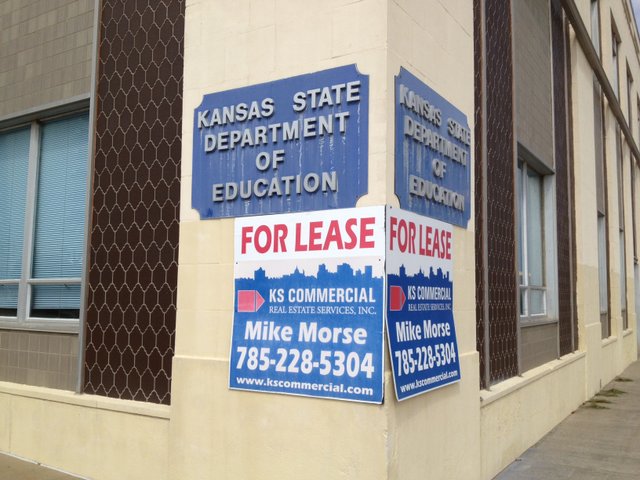 KANSAS STATE
DEPARTMENT
OF
EDUCATION
KANSAS STATE
DEPARTMENT
OF
EDUCATION
FOR LEASE
KS COMMERCIAL
REAL ESTATE SERVICES, INC.
Mike Morse
785-228-5304
www.kscommercial.com
FOR LEASE
KS COMMERCIAL
REAL ESTATE SERVICES, INC.
Mike Morse
785-228-5304
www.kscommercial.com